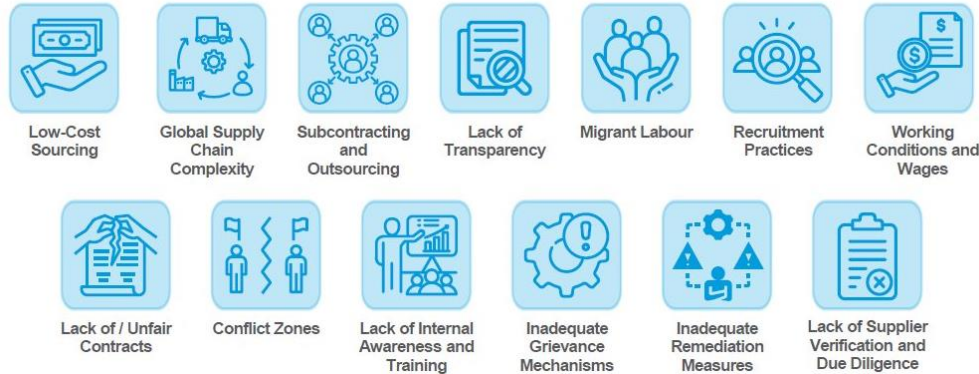 Low-Cost
Sourcing
Global Supply
Chain
Complexity
Subcontracting
and
Outsourcing
Lack of
Transparency
Migrant Labour
Recruitment
Practices
Working
Conditions and
Wages
Lack of / Unfair
Contracts
Conflict Zones
Lack of Internal
Awareness and
Training
Inadequate
Grievance
Mechanisms
Inadequate
Remediation
Measures
Lack of Supplier
Verification and
Due Diligence